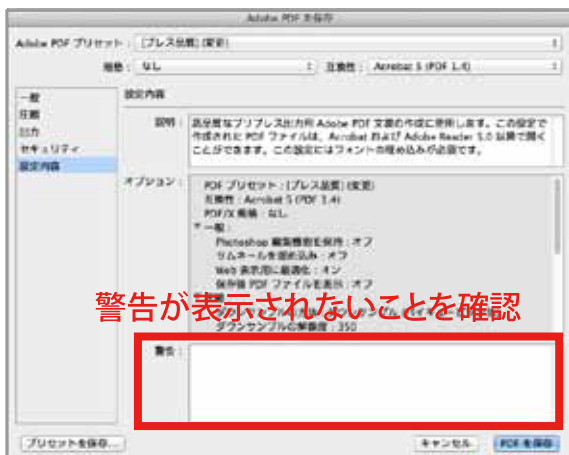 Adobe PDF を保存
Adobe PDF プリセット： [プレス品質] (変更)
規格： なし
互換性： Acrobat 5 (PDF 1.4)
一般
圧縮
出力
セキュリティ
設定内容
設定内容
説明： 高品質なプリプレス出力用 Adobe PDF 文書の作成に使用します。この設定で
作成された PDF ファイルは、Acrobat および Adobe Reader 5.0 以降で開く
ことができます。この設定にはフォントの埋め込みが必要です。
オプション：
PDF プリセット : [プレス品質] (変更)
互換性 : Acrobat 5 (PDF 1.4)
PDF/X 規格 : なし
▼一般 :
Photoshop 編集機能を保持 : オフ
サムネールを埋め込み : オフ
Web 表示用に最適化 : オン
保存後 PDF ファイルを表示 : オフ
警告が表示されないことを確認
ダウンサンプルの解像度 : 350
警告：
プリセットを保存...
キャンセル
PDF を保存